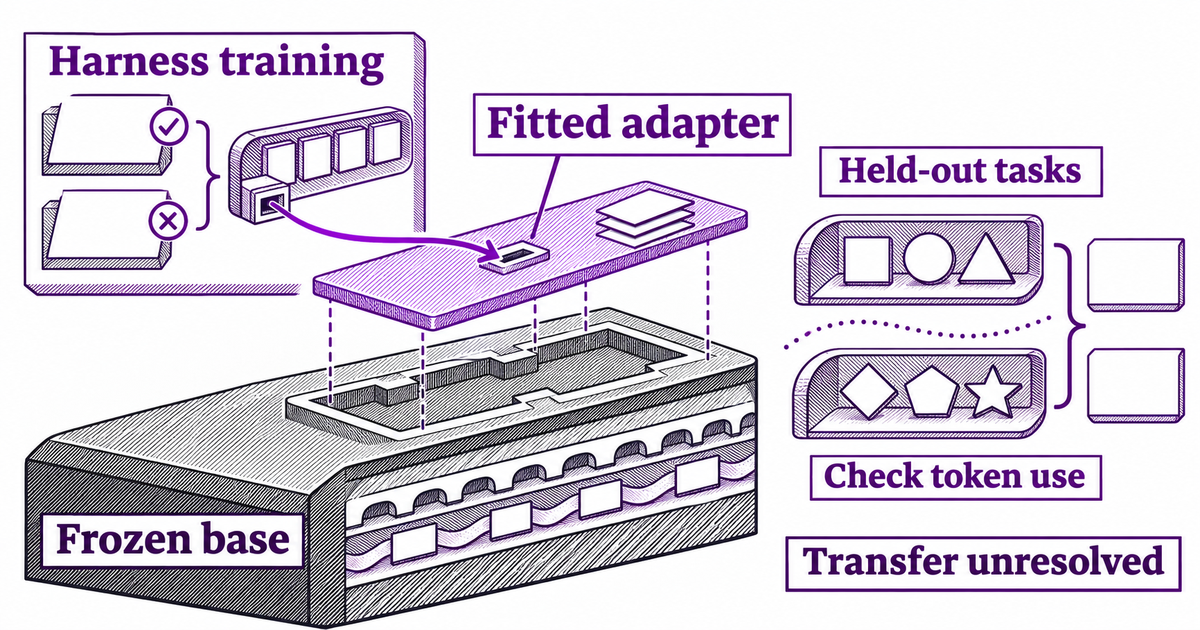 Harness training
Fitted adapter
Held-out tasks
Check token use
Frozen base
Transfer unresolved